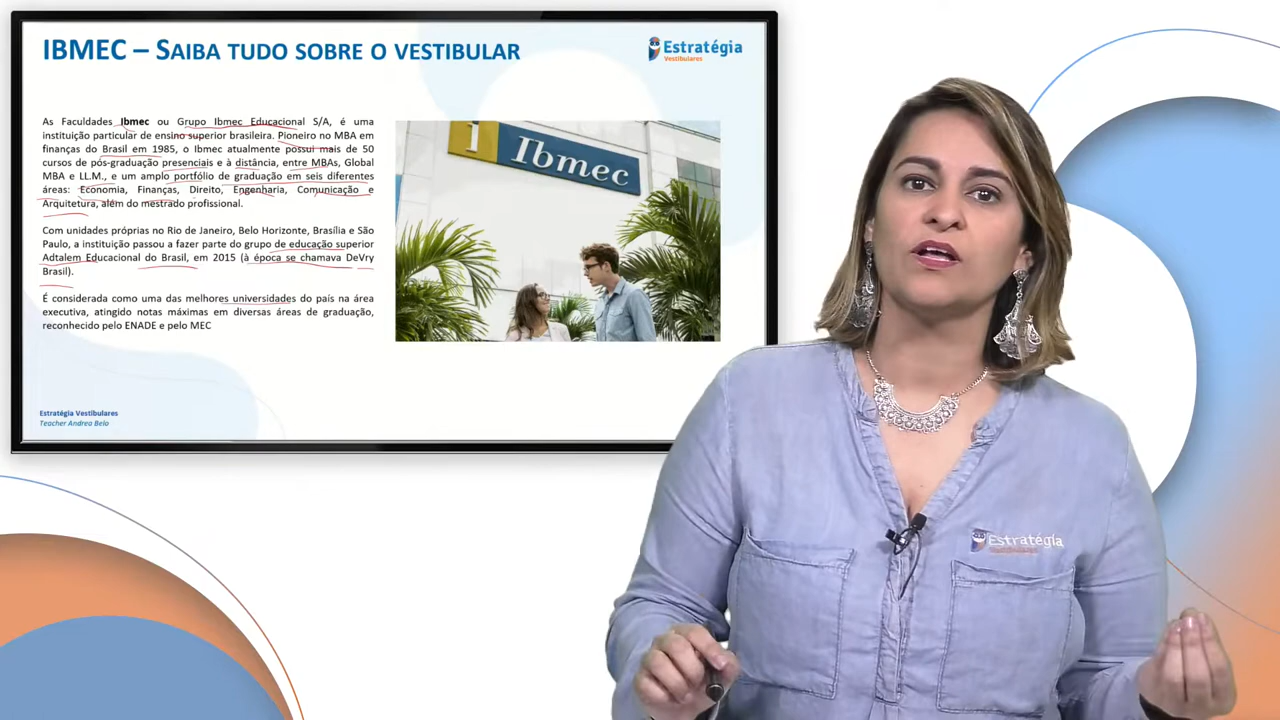 IBMEC – SAIBA TUDO SOBRE O VESTIBULAR
Estratégia
Vestibulares
As Faculdades Ibmec ou Grupo Ibmec Educacional S/A, é uma
instituição particular de ensino superior brasileira. Pioneiro no MBA em
finanças do Brasil em 1985, o Ibmec atualmente possui mais de 50
cursos de pós-graduação presenciais e à distância, entre MBAs, Global
MBA e LL.M., e um amplo portfólio de graduação em seis diferentes
áreas: Economia, Finanças, Direito, Engenharia, Comunicação e
Arquitetura, além do mestrado profissional.
Com unidades próprias no Rio de Janeiro, Belo Horizonte, Brasília e São
Paulo, a instituição passou a fazer parte do grupo de educação superior
Adtalem Educacional do Brasil, em 2015 (à época se chamava DeVry
Brasil).
É considerada como uma das melhores universidades do país na área
executiva, atingido notas máximas em diversas áreas de graduação,
reconhecido pelo ENADE e pelo MEC
i Ibmec
Estratégia Vestibulares
Teacher Andrea Belo
Estratégia